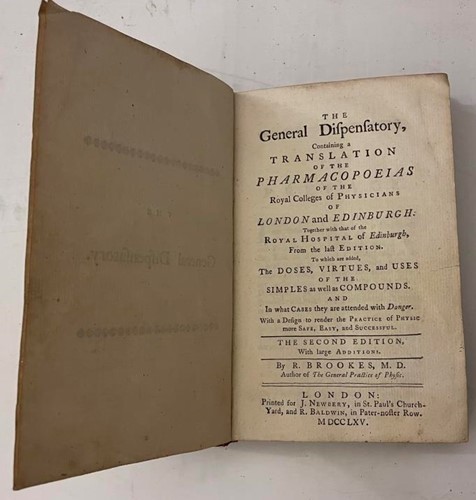 THE
General Diſpenſatory,
Containing a
TRANSLATION
OF THE
PHARMACOPOEIAS
OF THE
Royal Colleges of PHYSICIANS
OF
LONDON and EDINBURGH:
Together with that of the
ROYAL HOSPITAL of Edinburgh,
From the laſt EDITION.
To which are added,
The DOSES, VIRTUES, and USES
OF THE
SIMPLES as well as COMPOUNDS.
AND
In what CASES they are attended with Danger.
With a Deſign to render the PRACTICE of PHYSIC
more SAFE, EASY, and SUCCESSFUL.
THE SECOND EDITION,
With large ADDITIONS.
By R. BROOKES, M. D.
Author of The General Practice of Phyſic.
LONDON:
Printed for J. NEWBERY, in St. Paul's Church-
Yard, and R. BALDWIN, in Pater-noſter Row.
MDCCLXV.
THE
General Diſpenſatory.